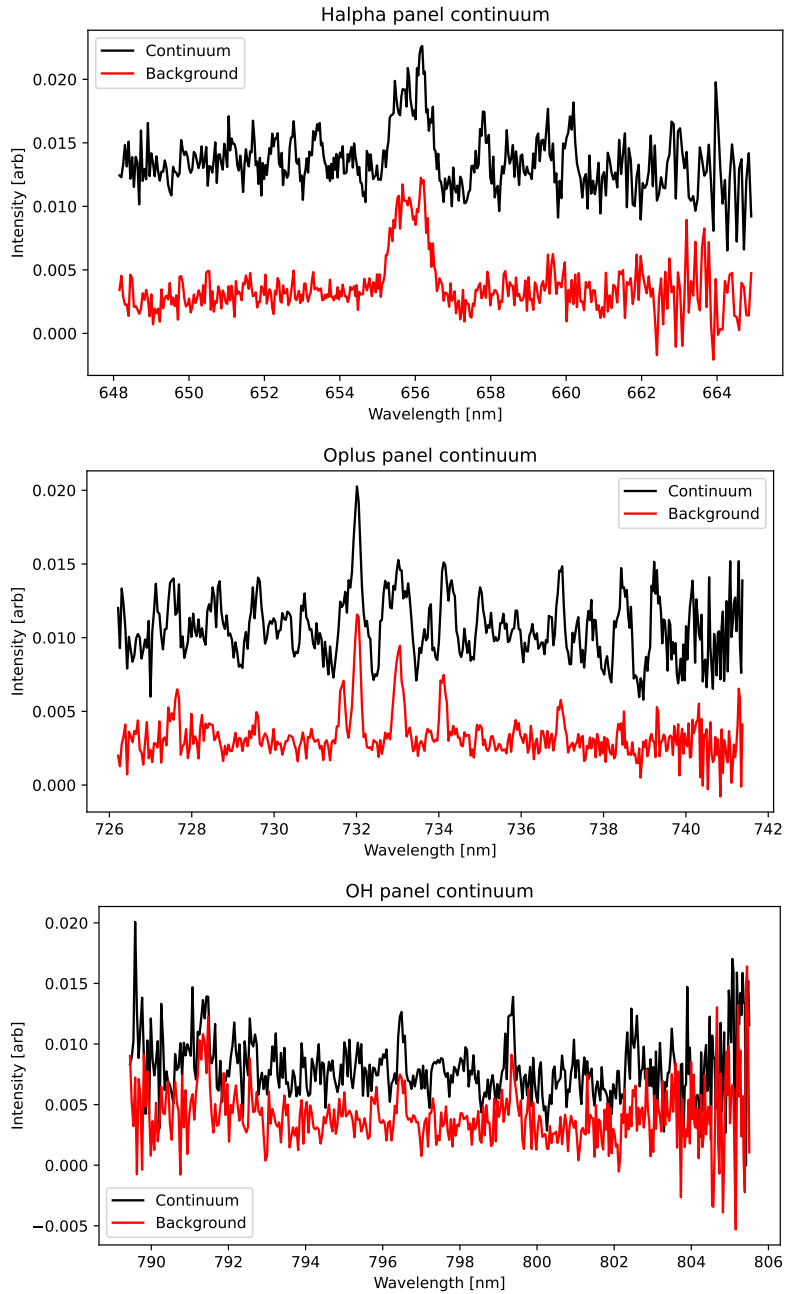 Halpha panel continuum
Continuum
Background
0.020
0.015
0.010
0.005
0.000
Intensity [arb]
648 650 652 654 656 658 660 662 664
Wavelength [nm]
Oplus panel continuum
Continuum
Background
0.020
0.015
0.010
0.005
0.000
Intensity [arb]
726 728 730 732 734 736 738 740 742
Wavelength [nm]
OH panel continuum
0.020
0.015
0.010
0.005
0.000
−0.005
Intensity [arb]
Continuum
Background
790 792 794 796 798 800 802 804 806
Wavelength [nm]